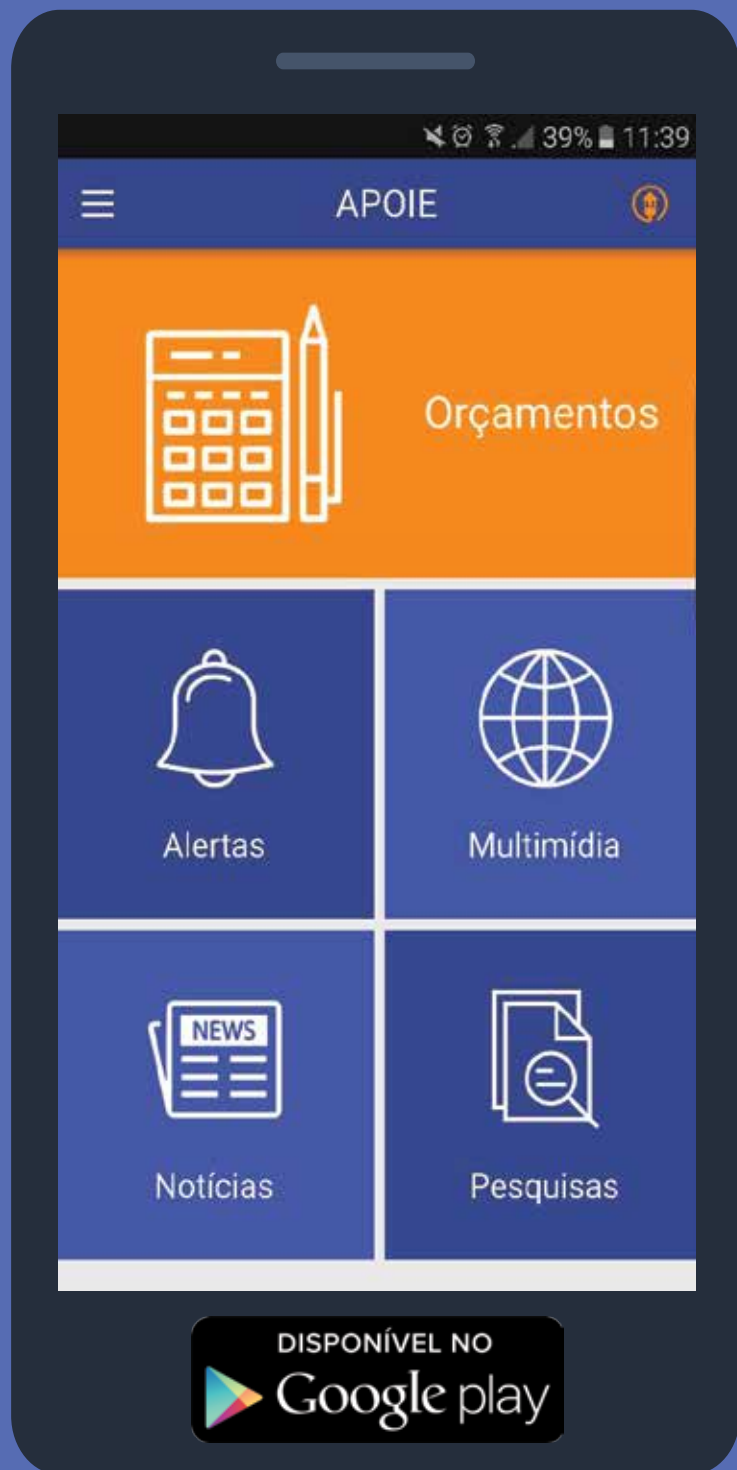 39% 11:39
APOIE
Orçamentos
Alertas
Multimídia
NEWS
Notícias
Pesquisas
DISPONÍVEL NO
Google play